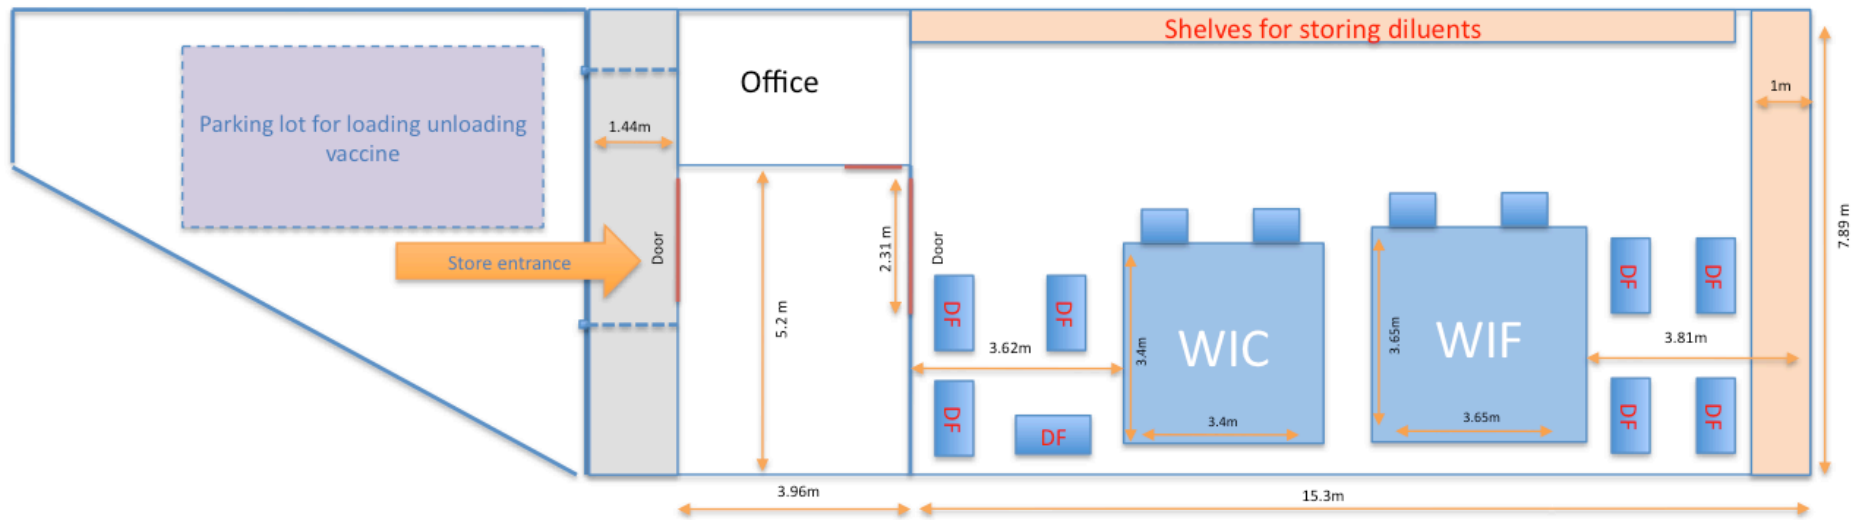 Shelves for storing diluents
Office
1m
Parking lot for loading unloading
vaccine
1.44m
7.89 m
Door
2.31 m
Door
Store entrance
DF
DF
DF
DF
5.2 m
3.62m
3.4m
WIC
3.65m
WIF
3.81m
DF
DF
3.4m
3.65m
DF
DF
3.96m
15.3m